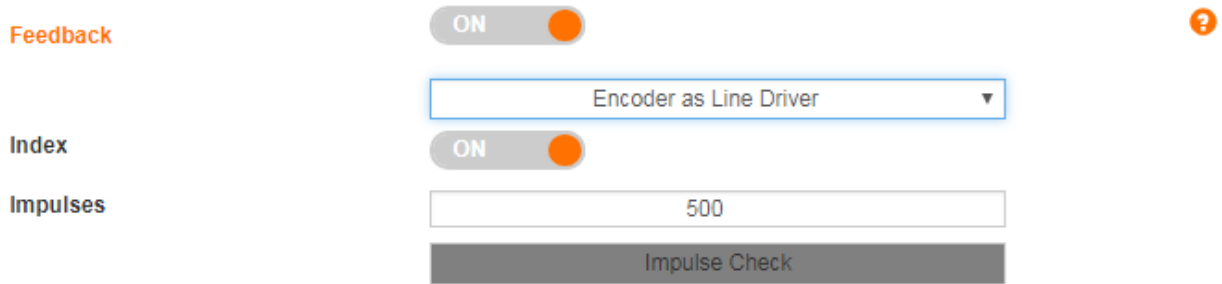 Feedback ON ?
Encoder as Line Driver
Index ON
Impulses 500
Impulse Check